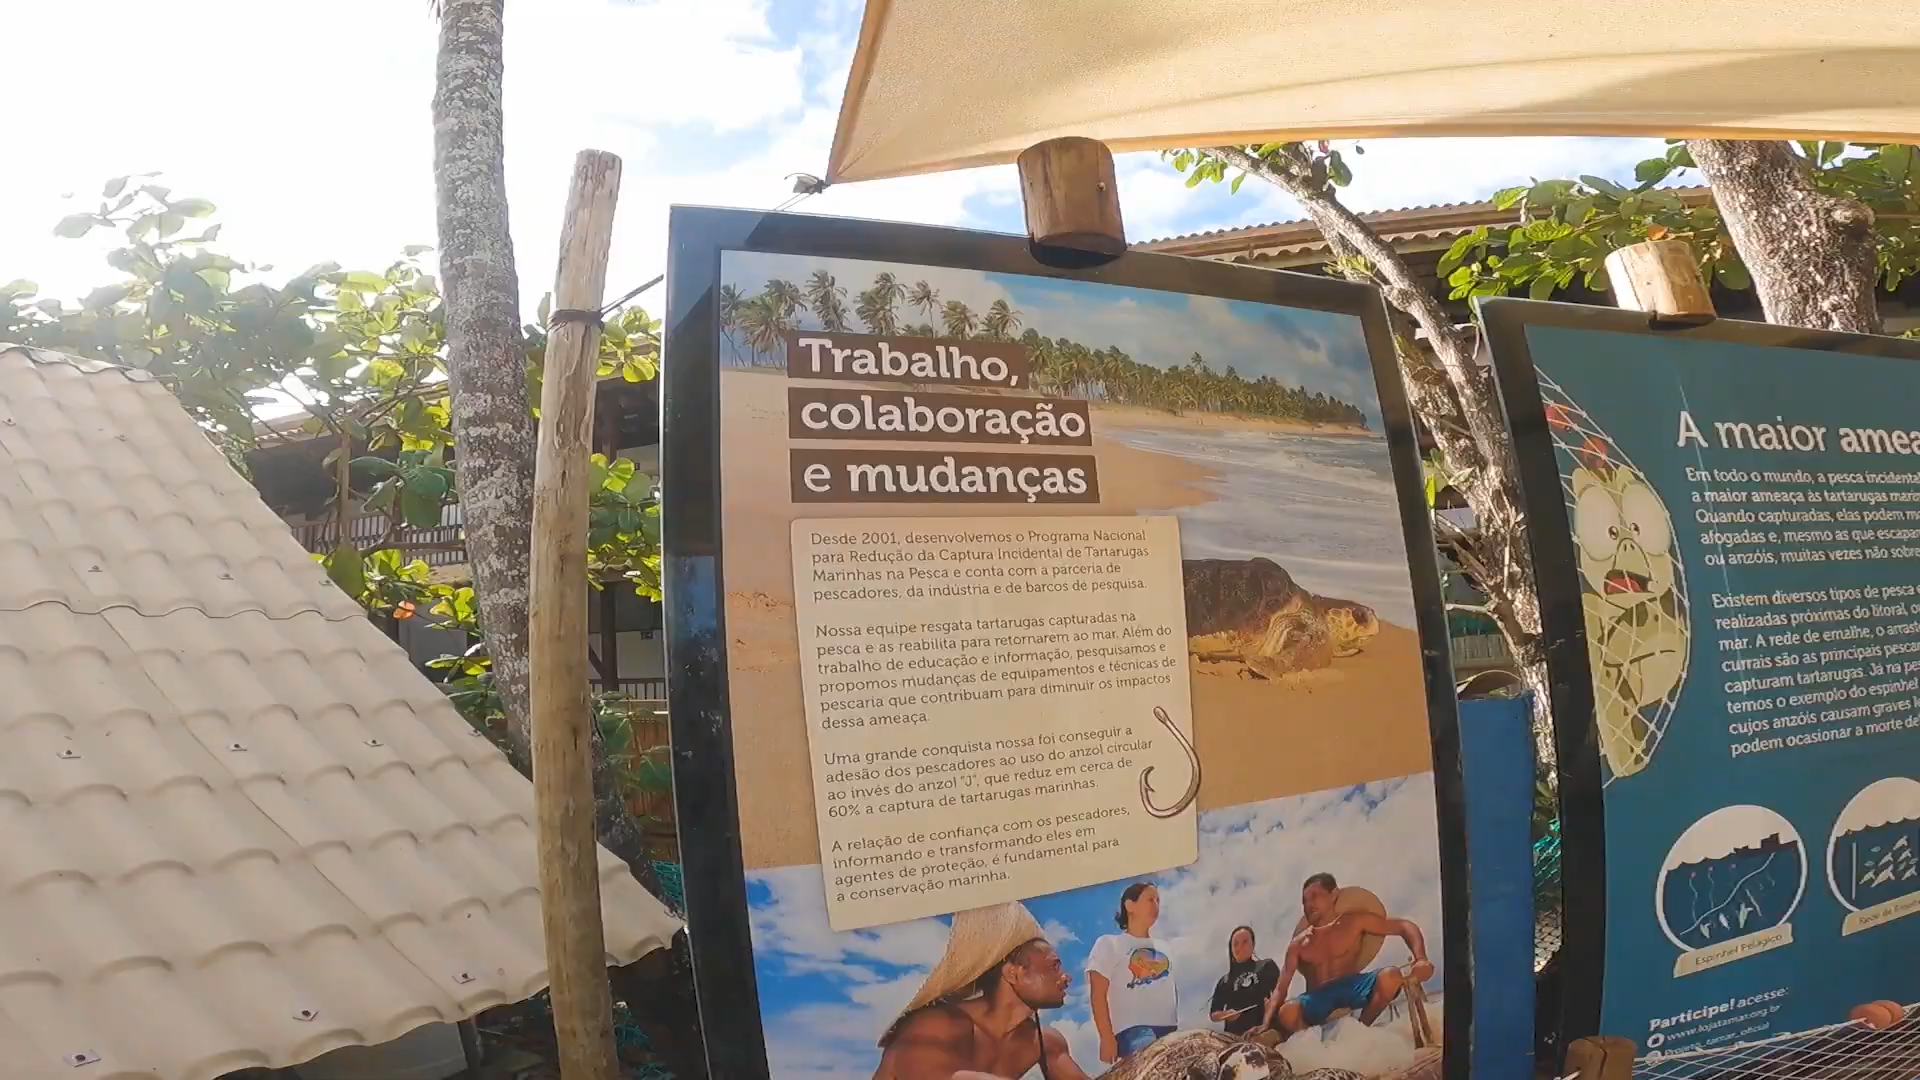 Trabalho,
colaboração
e mudanças
Desde 2001, desenvolvemos o Programa Nacional
para Redução da Captura Incidental de Tartarugas
Marinhas na Pesca e conta com a parceria de
pescadores, da indústria e de barcos de pesquisa.
Nossa equipe resgata tartarugas capturadas na
pesca e as reabilita para retornarem ao mar. Além do
trabalho de educação e informação, pesquisamos e
propomos mudanças de equipamentos e técnicas de
pescaria que contribuam para diminuir os impactos
dessa ameaça.
Uma grande conquista nossa foi conseguir a
adesão dos pescadores ao uso do anzol circular
ao invés do anzol "J", que reduz em cerca de
60% a captura de tartarugas marinhas.
A relação de confiança com os pescadores,
informando e transformando eles em
agentes de proteção, é fundamental para
a conservação marinha.
A maior
Em todo o mundo, a pesca incidental
a maior ameaça às tartarugas
Quando capturadas, elas podem
afogadas e, mesmo as que
ou anzóis, muitas vezes não
Existem diversos tipos de pesca
realizadas próximas do litoral,
mar. A rede de emalhe, o
currais são as principais
capturam tartarugas. Já na
temos o exemplo do espinhel
cujos anzóis causam graves
podem ocasionar a morte
Espinhel Pelágico
Rede de
Participe! acesse:
www.lojatamar.org.br